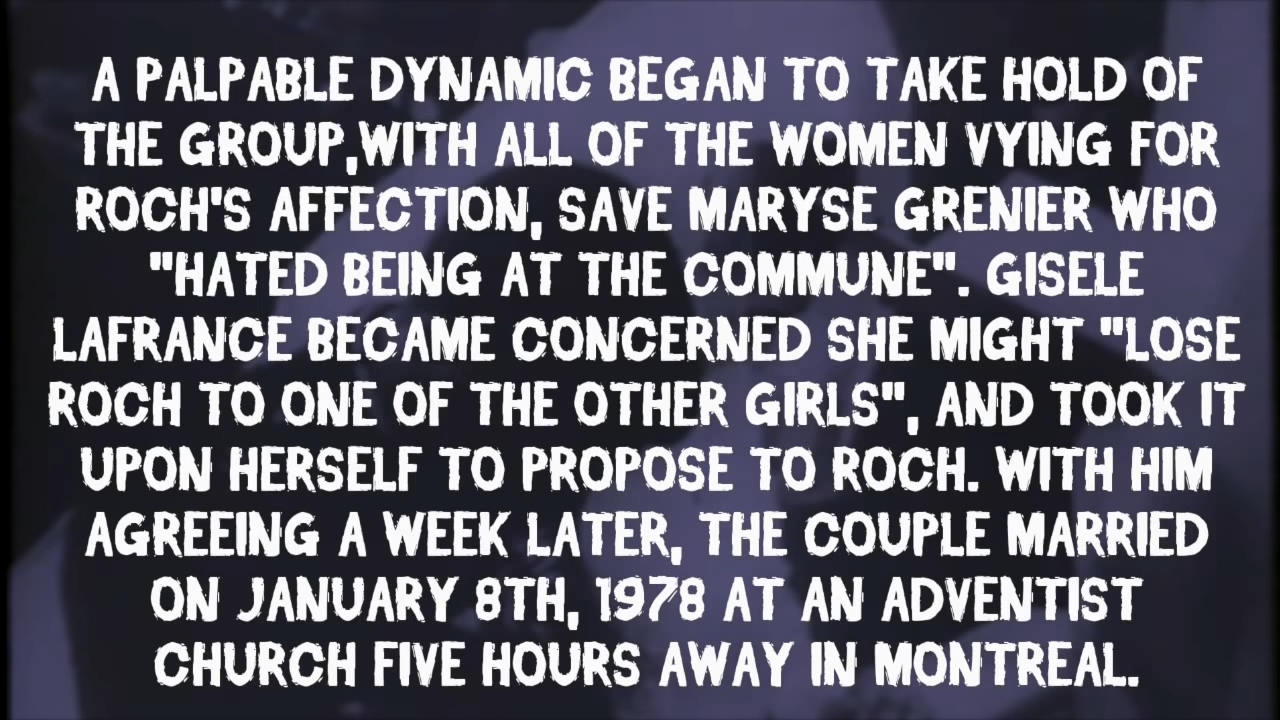 A PALPABLE DYNAMIC BEGAN TO TAKE HOLD OF
THE GROUP,WITH ALL OF THE WOMEN VYING FOR
ROCH'S AFFECTION, SAVE MARYSE GRENIER WHO
"HATED BEING AT THE COMMUNE". GISELE
LAFRANCE BECAME CONCERNED SHE MIGHT "LOSE
ROCH TO ONE OF THE OTHER GIRLS", AND TOOK IT
UPON HERSELF TO PROPOSE TO ROCH. WITH HIM
AGREEING A WEEK LATER, THE COUPLE MARRIED
ON JANUARY 8TH, 1978 AT AN ADVENTIST
CHURCH FIVE HOURS AWAY IN MONTREAL.